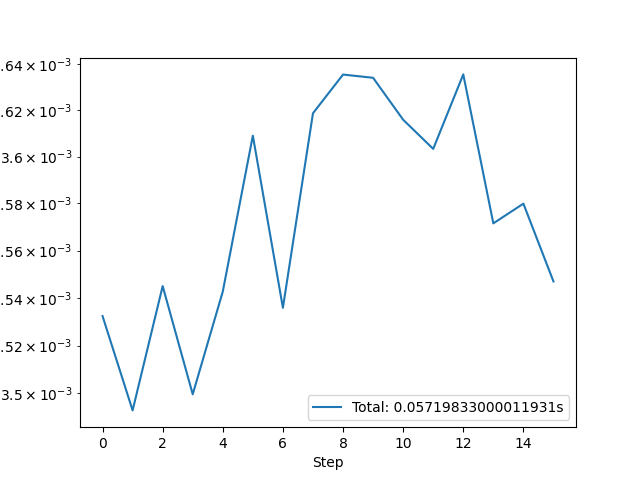 .64 × 10⁻³
.62 × 10⁻³
3.6 × 10⁻³
.58 × 10⁻³
.56 × 10⁻³
.54 × 10⁻³
.52 × 10⁻³
3.5 × 10⁻³
Total: 0.05719833000011931s
0 2 4 6 8 10 12 14
Step